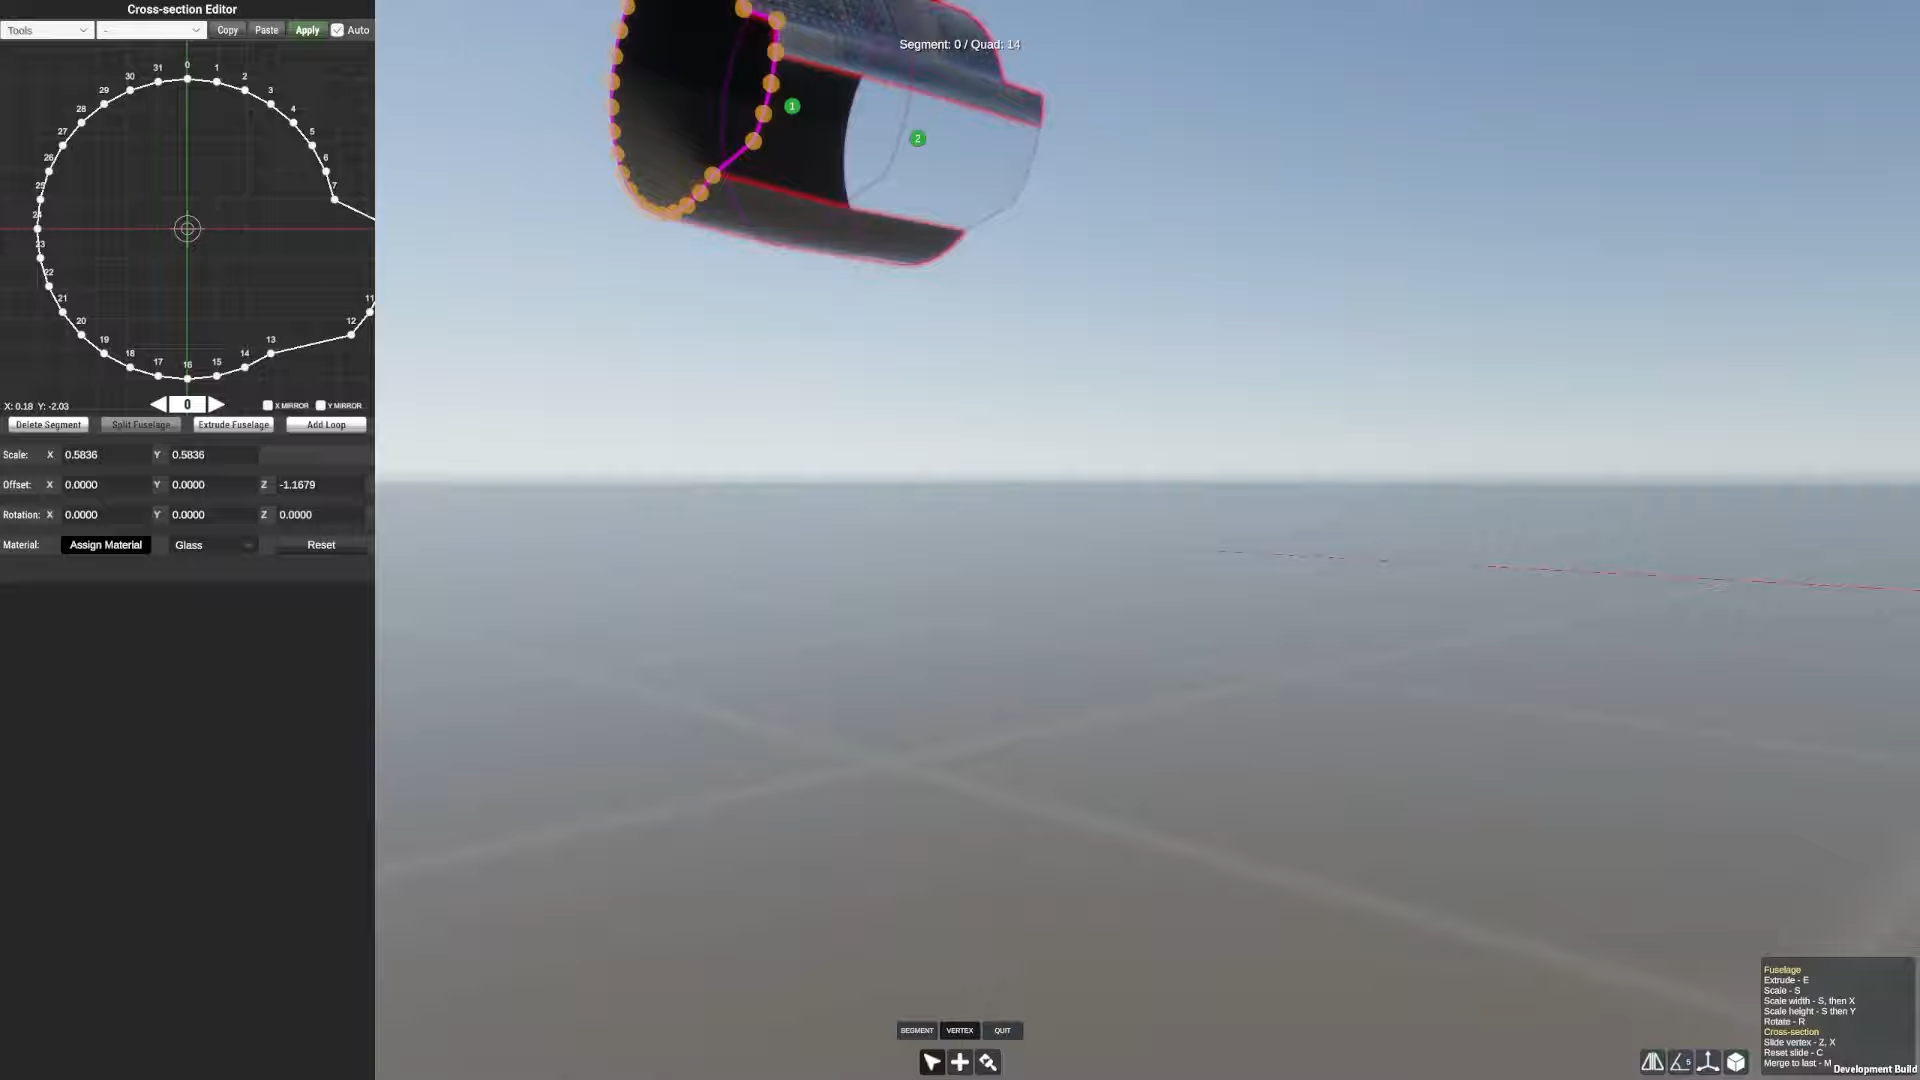 Cross-section Editor
Tools
-
Copy
Paste
Apply
Auto
Segment: 0 / Quad: 14
31 0 1
30 2
29 3
28 4
27 5
26 6
25 7
24
23
22
21 11
20 12
19 13
18 14
17 16 15
1
2
X: 0.18 Y: -2.03
0
X MIRROR
Y MIRROR
Delete Segment
Split Fuselage
Extrude Fuselage
Add Loop
Scale: X 0.5836 Y 0.5836
Offset: X 0.0000 Y 0.0000 Z -1.1679
Rotation: X 0.0000 Y 0.0000 Z 0.0000
Material: Assign Material Glass Reset
SEGMENT
VERTEX
QUIT
Fuselage
Extrude - E
Scale - S
Scale width - S, then X
Scale height - S then Y
Rotate - R
Cross-section
Slide vertex - Z, X
Reset slide - C
Merge to last - M
Development Build